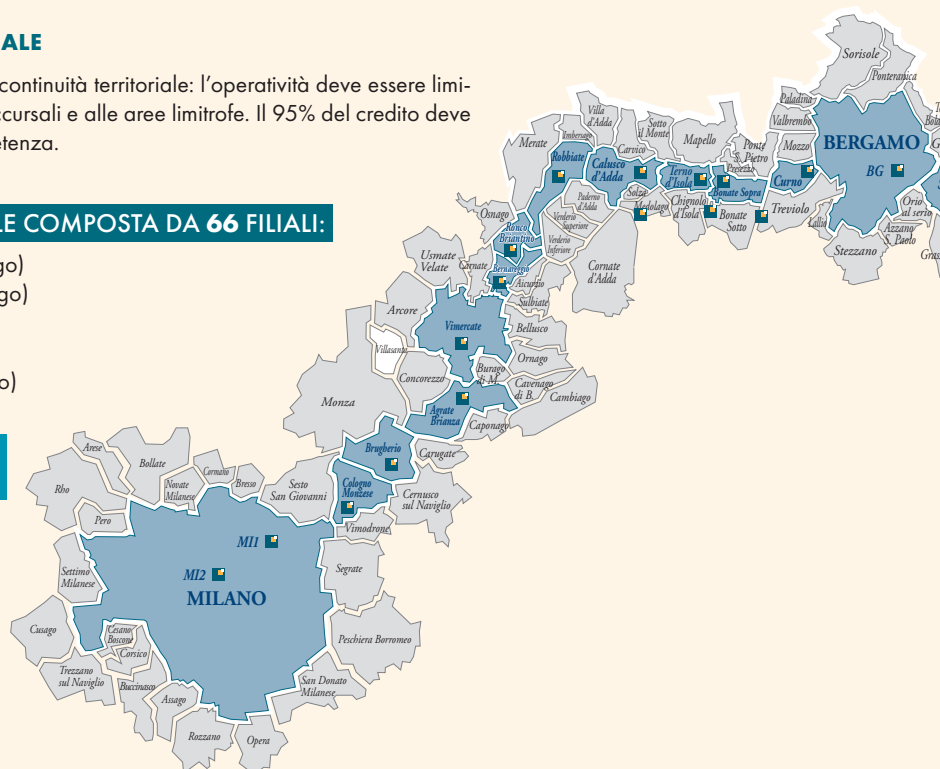 ALE
continuità territoriale: l'operatività deve essere limi-
ccursali e alle aree limitrofe. Il 95% del credito deve
etenza.
LE COMPOSTA DA 66 FILIALI:
go)
go)
o)
Sorisole
Ponteranica
Paladina
Valbrembo
Mozzo
BERGAMO
BG
Curno
Treviolo
Lallio
Stezzano
Azzano
S. Paolo
Orio
al serio
Grass
Villa
d'Adda
Sotto
il Monte
Mapello
Ponte
S. Pietro
Presezzo
Imbersago
Carvico
Merate
Robbiate
Calusco
d'Adda
Terno
d'Isola
Bonate Sopra
Solza
Medolago
Chignolo
d'Isola
Bonate
Sotto
Paderno
d'Adda
Verderio
Superiore
Verderio
Inferiore
Cornate
d'Adda
Osnago
Ronco
Briantino
Bernareggio
Usmate
Velate
Carnate
Aicurzio
Sulbiate
Arcore
Vimercate
Bellusco
Villasanta
Ornago
Burago
di M.
Concorezzo
Cavenago
di B.
Cambiago
Monza
Agrate
Brianza
Caponago
Brugherio
Carugate
Arese
Bollate
Cormano
Bresso
Novate
Milanese
Sesto
San Giovanni
Cologno
Monzese
Cernusco
sul Naviglio
Rho
Pero
Vimodrone
MI1
Segrate
Settimo
Milanese
MI2
MILANO
Cusago
Cesano
Boscone
Corsico
Peschiera Borromeo
Trezzano
sul Naviglio
Buccinasco
Assago
San Donato
Milanese
Rozzano
Opera